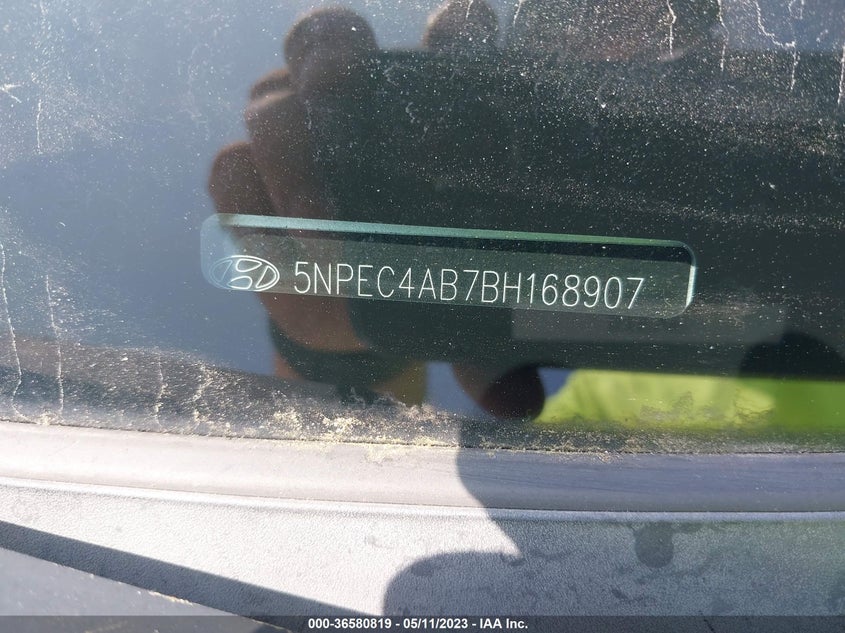 5NPEC4AB7BH168907
000-36580819 - 05/11/2023 - IAA Inc.